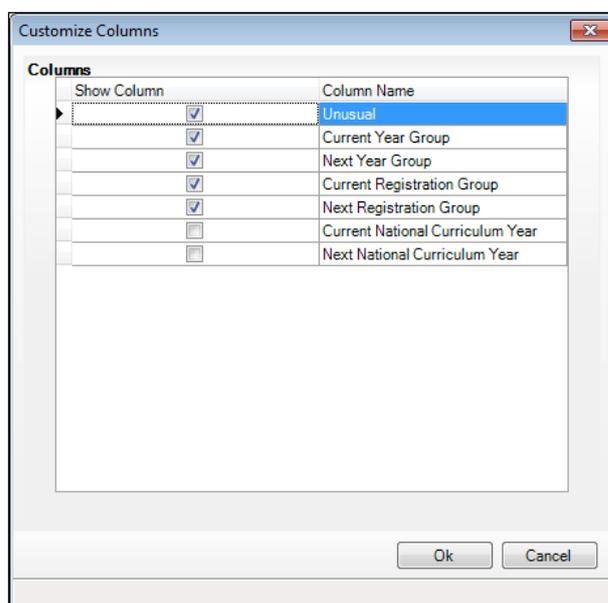 Customize Columns
Columns
Show Column Column Name
Unusual
Current Year Group
Next Year Group
Current Registration Group
Next Registration Group
Current National Curriculum Year
Next National Curriculum Year
Ok Cancel